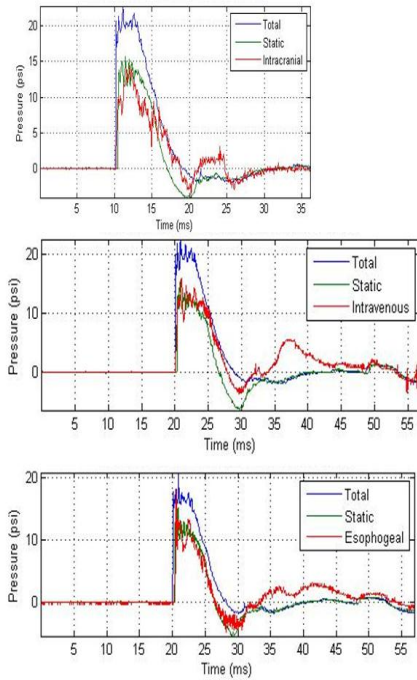 Pressure (psi)
20
15
10
5
0
Total
Static
Intracranial
5 10 15 20 25 30 35
Time (ms)
Pressure (psi)
20
10
0
Total
Static
Intravenous
5 10 15 20 25 30 35 40 45 50 55
Time (ms)
Pressure (psi)
20
10
0
Total
Static
Esophogeal
5 10 15 20 25 30 35 40 45 50 55
Time (ms)